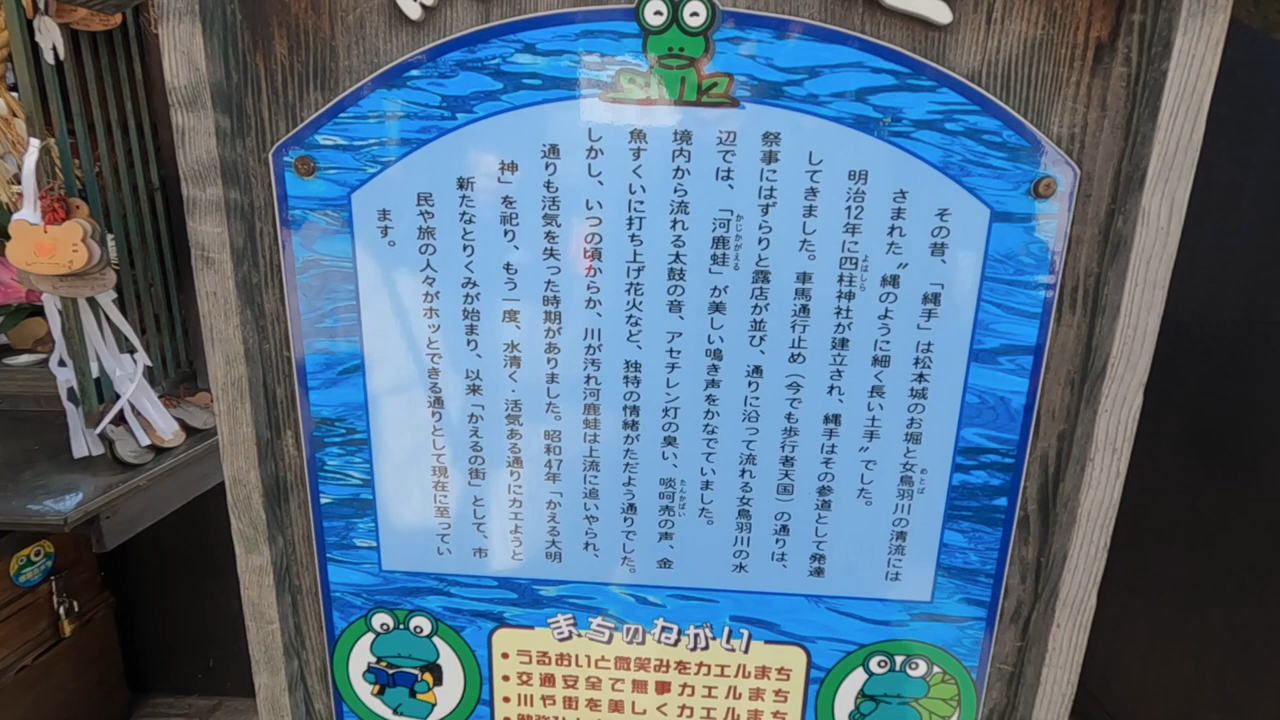 その昔、「縄手」は松本城のお堀と女鳥羽川の清流には
さまれた〝縄のように細く長い土手〟でした。
明治12年に四柱神社が建立され、縄手はその参道として発達
してきました。車馬通行止め（今でも歩行者天国）の通りは、
祭事にはずらりと露店が並び、通りに沿って流れる女鳥羽川の水
辺では、「河鹿蛙」が美しい鳴き声をかなでていました。
境内から流れる太鼓の音、アセチレン灯の臭い、啖呵売の声、金
魚すくいに打ち上げ花火など、独特の情緒がただよう通りでした。
しかし、いつの頃からか、川が汚れ河鹿蛙は上流に追いやられ、
通りも活気を失った時期がありました。昭和47年「かえる大明
神」を祀り、もう一度、水清く・活気ある通りにカエようと
新たなとりくみが始まり、以来「かえるの街」として、市
民や旅の人々がホッとできる通りとして現在に至ってい
ます。
まちのねがい
・うるおいと微笑みをカエルまち
・交通安全で無事カエルまち
・川や街を美しくカエルまち